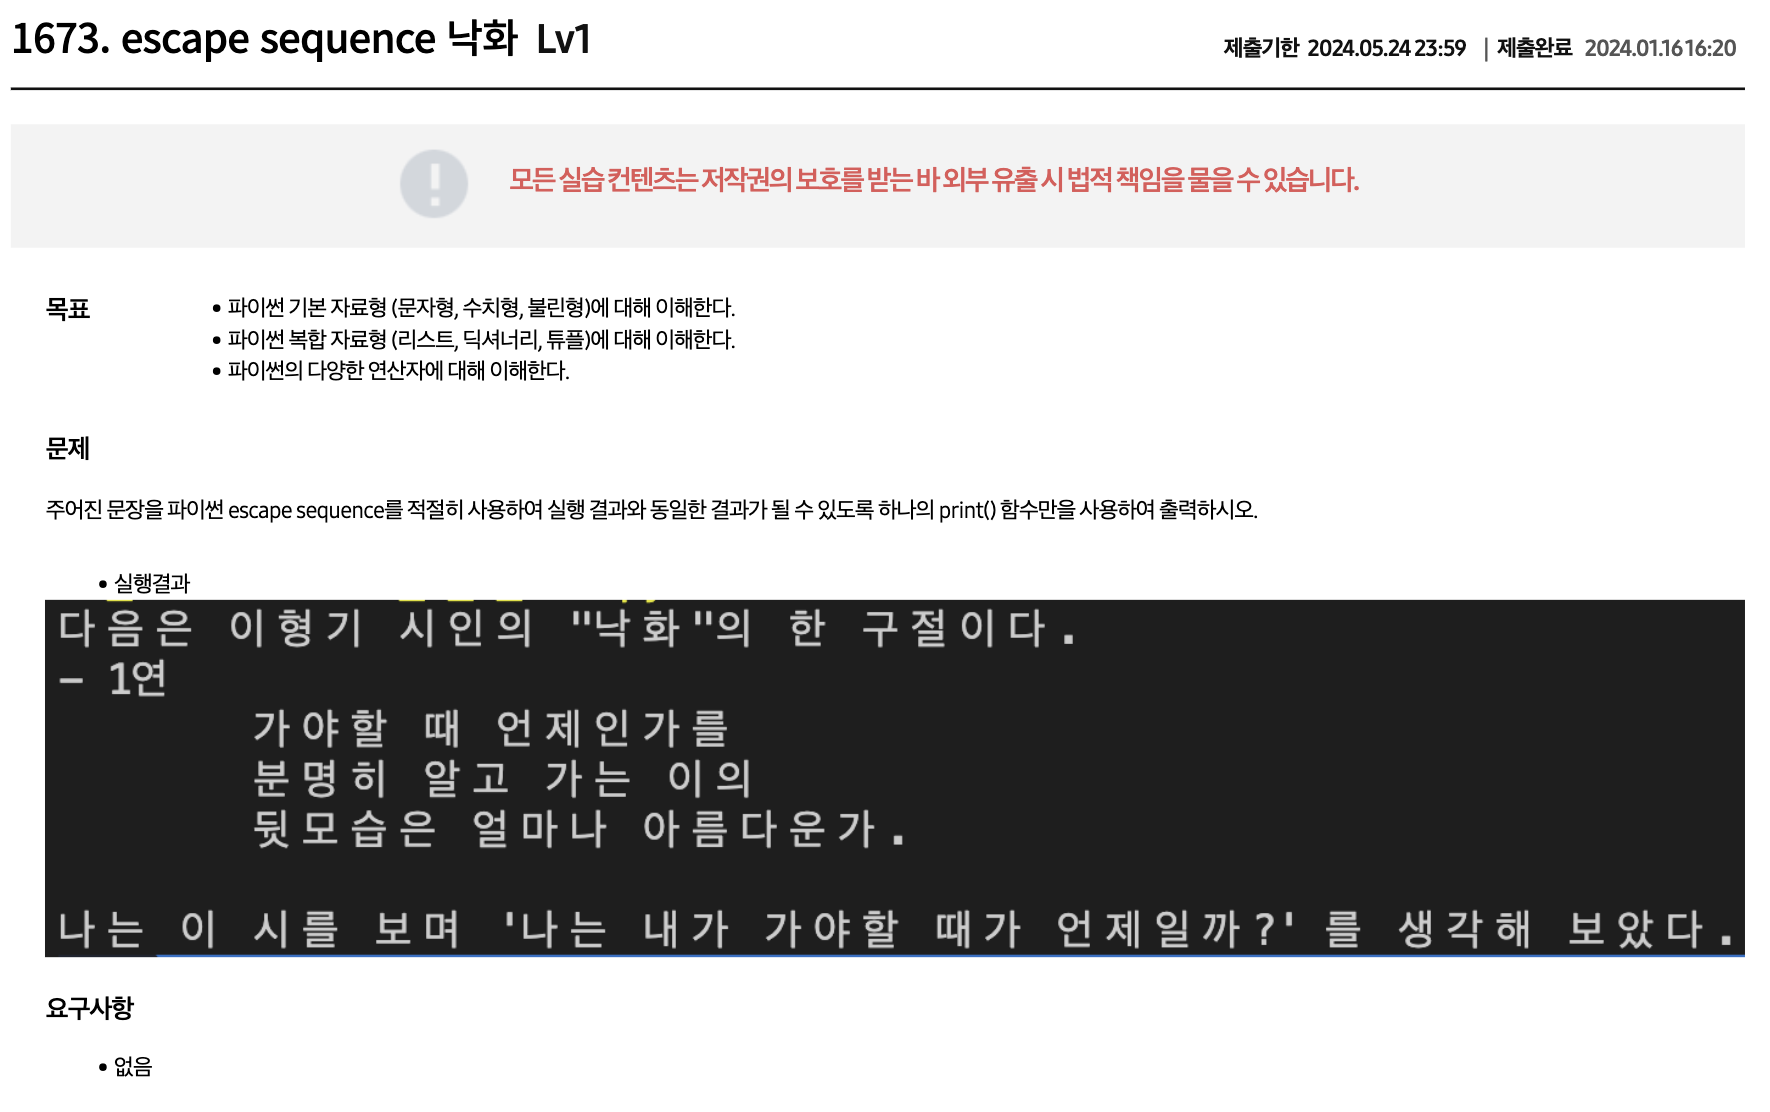 1673. escape sequence 낙화 Lv1
제출기한 2024.05.24 23:59 | 제출완료 2024.01.16 16:20
모든 실습 컨텐츠는 저작권의 보호를 받는 바 외부 유출 시 법적 책임을 물을 수 있습니다.
목표
• 파이썬 기본 자료형 (문자형, 수치형, 불린형)에 대해 이해한다.
• 파이썬 복합 자료형 (리스트, 딕셔너리, 튜플)에 대해 이해한다.
• 파이썬의 다양한 연산자에 대해 이해한다.
문제
주어진 문장을 파이썬 escape sequence를 적절히 사용하여 실행 결과와 동일한 결과가 될 수 있도록 하나의 print() 함수만을 사용하여 출력하시오.
• 실행결과
다음은 이형기 시인의 "낙화"의 한 구절이다.
- 1연
가야할 때 언제인가를
분명히 알고 가는 이의
뒷모습은 얼마나 아름다운가.
나는 이 시를 보며 '나는 내가 가야할 때가 언제일까?' 를 생각해 보았다.
요구사항
• 없음